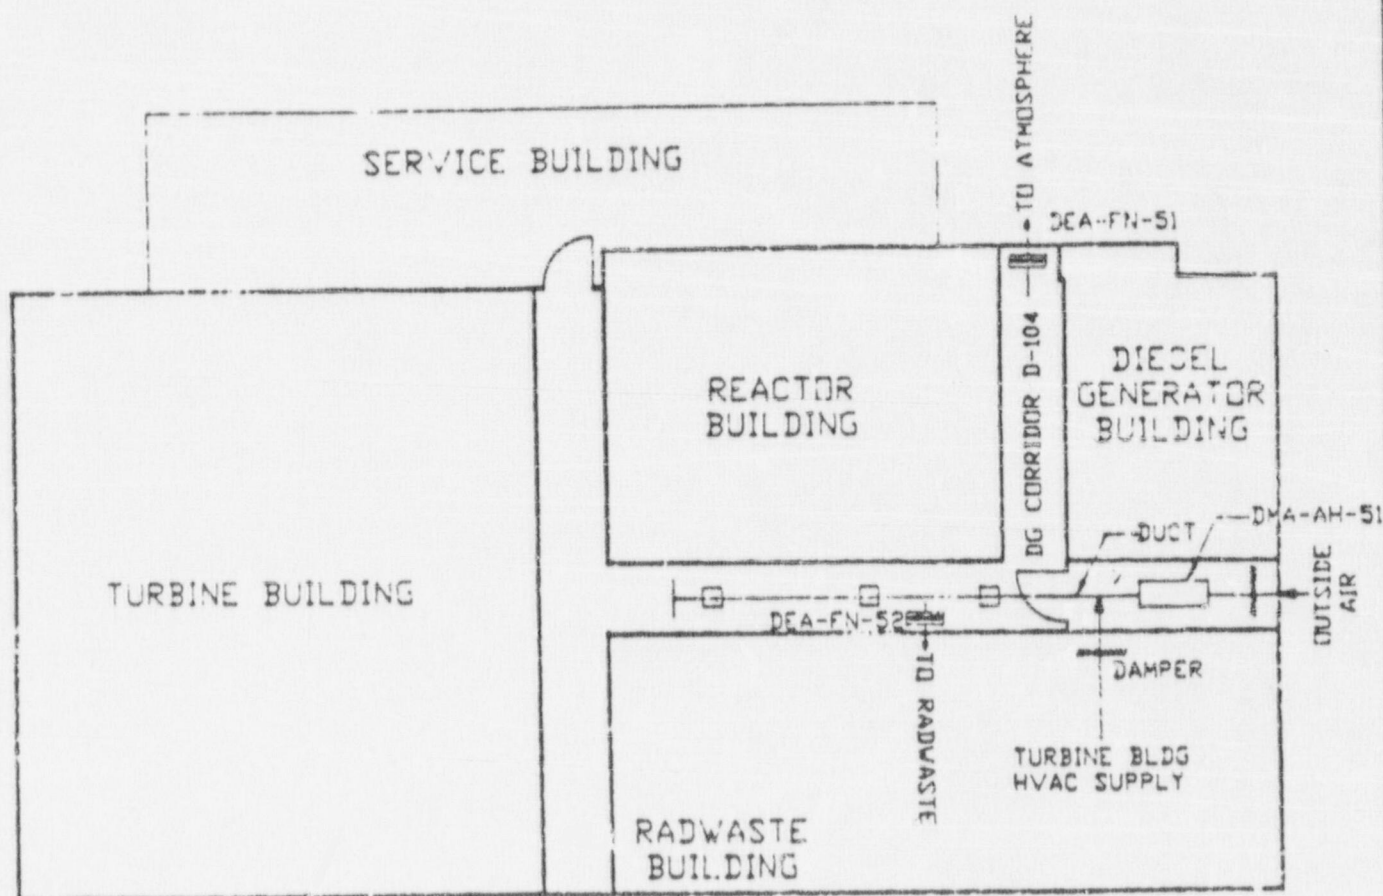 TO ATMOSPHERE
SERVICE BUILDING
DEA-FN-51
REACTOR
BUILDING
DG CORRIDOR D-104
DIESEL
GENERATOR
BUILDING
DMA-AH-51
DUCT
TURBINE BUILDING
OUTSIDE
AIR
DEA-FN-52
TO RADWASTE
DAMPER
TURBINE BLDG
HVAC SUPPLY
RADWASTE
BUILDING